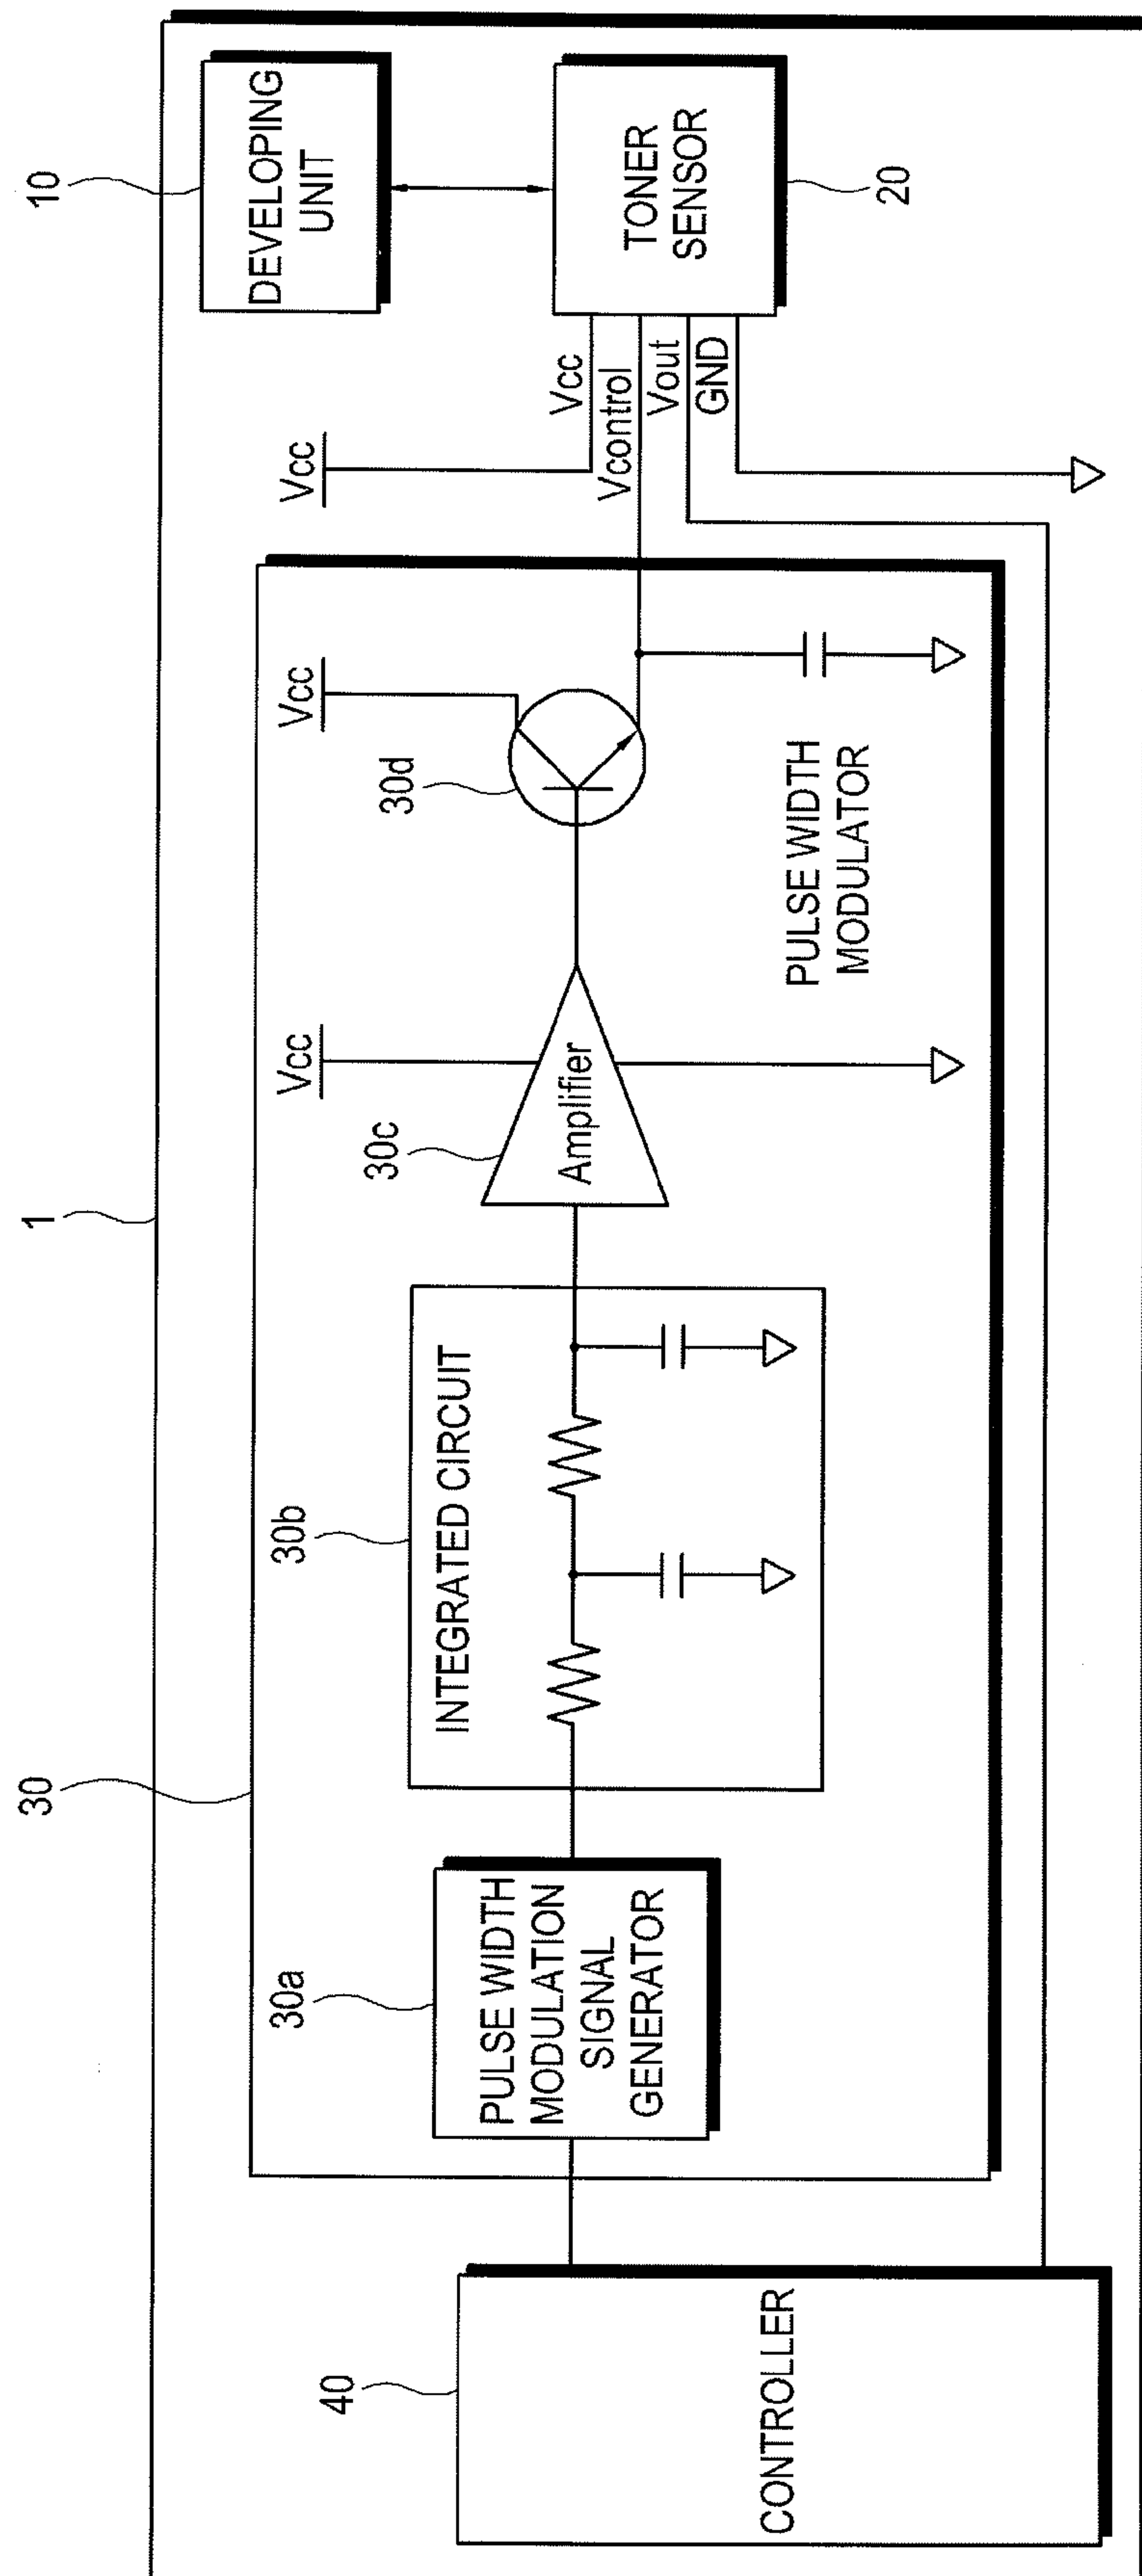 1
30
40
CONTROLLER
30a
PULSE WIDTH
MODULATION
SIGNAL
GENERATOR
30b
INTEGRATED CIRCUIT
30c
Amplifier
Vcc
30d
Vcc
PULSE WIDTH
MODULATOR
Vcc
Vcc
Vcontrol
Vout
GND
10
DEVELOPING
UNIT
TONER
SENSOR
20